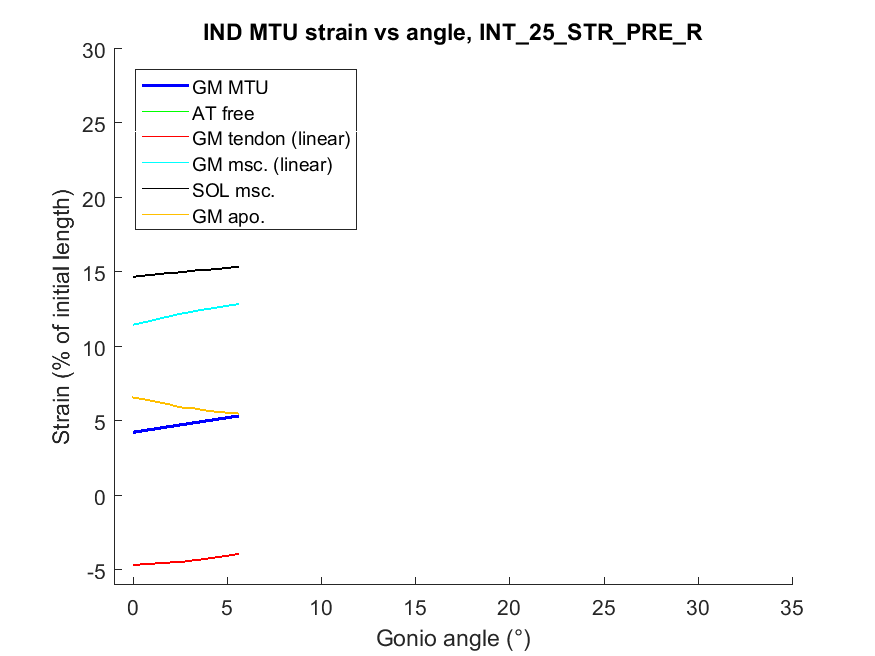 IND MTU strain vs angle, INT_25_STR_PRE_R
30
25
20
15
10
5
0
-5
Strain (% of initial length)
GM MTU
AT free
GM tendon (linear)
GM msc. (linear)
SOL msc.
GM apo.
0 5 10 15 20 25 30 35
Gonio angle (°)